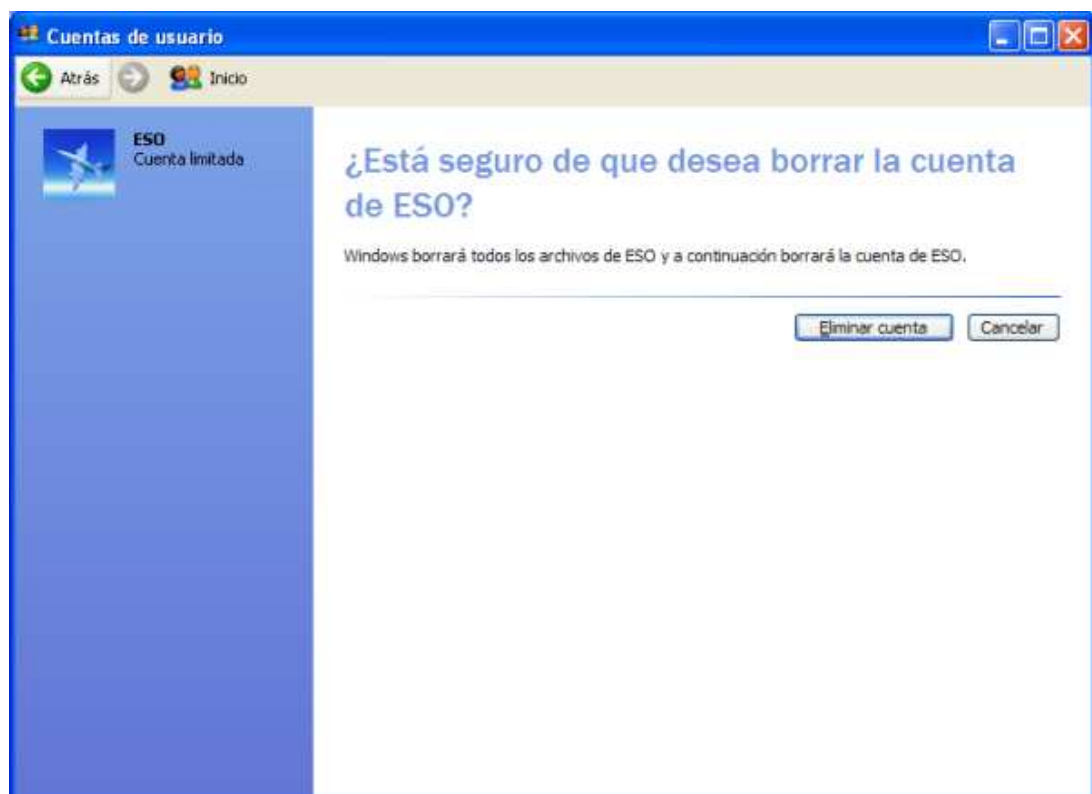 Cuentas de usuario
Atrás
Inicio
ESO
Cuenta limitada
¿Está seguro de que desea borrar la cuenta
de ESO?
Windows borrará todos los archivos de ESO y a continuación borrará la cuenta de ESO.
Eliminar cuenta
Cancelar